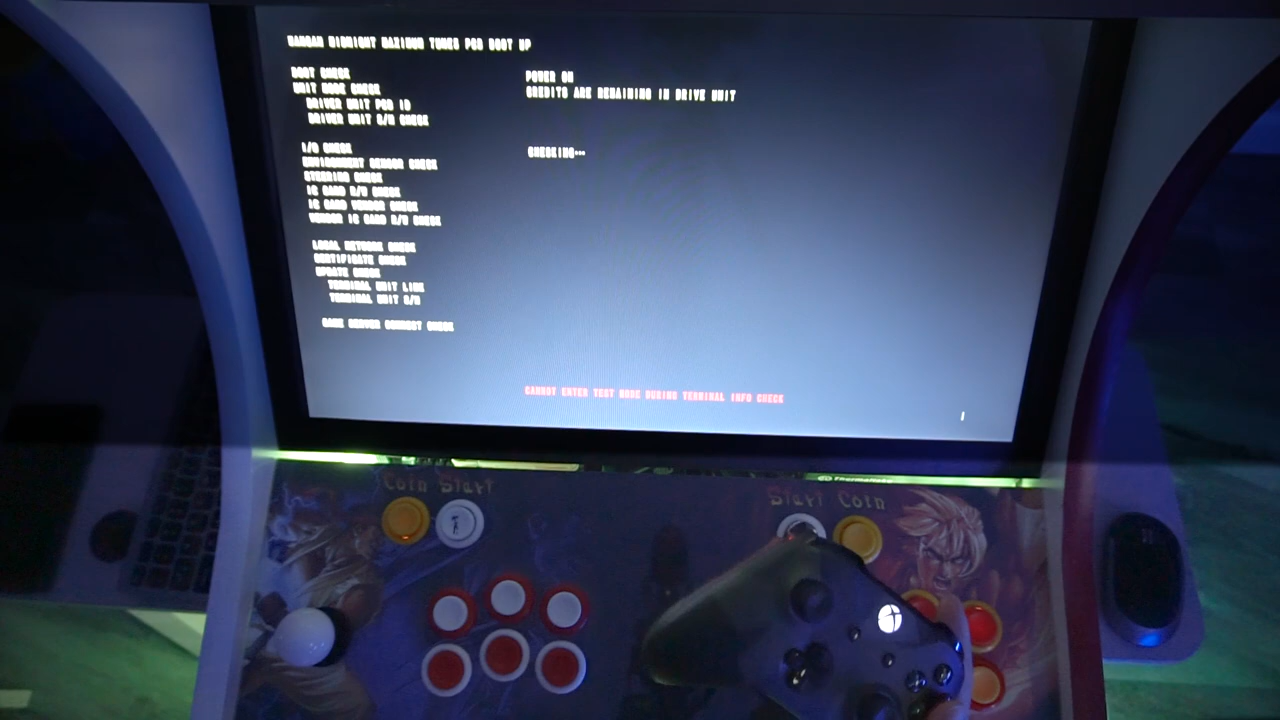 WANGAN MIDNIGHT MAXIMUM TUNE6 PCB BOOT UP
BOOT CHECK
POWER ON
UNIT MODE CHECK
CREDITS ARE REMAINING IN DRIVE UNIT
DRIVER UNIT PCB ID
DRIVER UNIT S/N CHECK
I/O CHECK
CHECKING...
ENVIRONMENT SENSOR CHECK
STEERING CHECK
IC CARD R/W CHECK
IC CARD VENDOR CHECK
VENDOR IC CARD R/W CHECK
LOCAL NETWORK CHECK
CERTIFICATE CHECK
UPDATE CHECK
TERMINAL UNIT LINK
TERMINAL UNIT S/N
GAME SERVER CONNECT CHECK
CANNOT ENTER TEST MODE DURING TERMINAL INFO CHECK
Coin Start
Start Coin